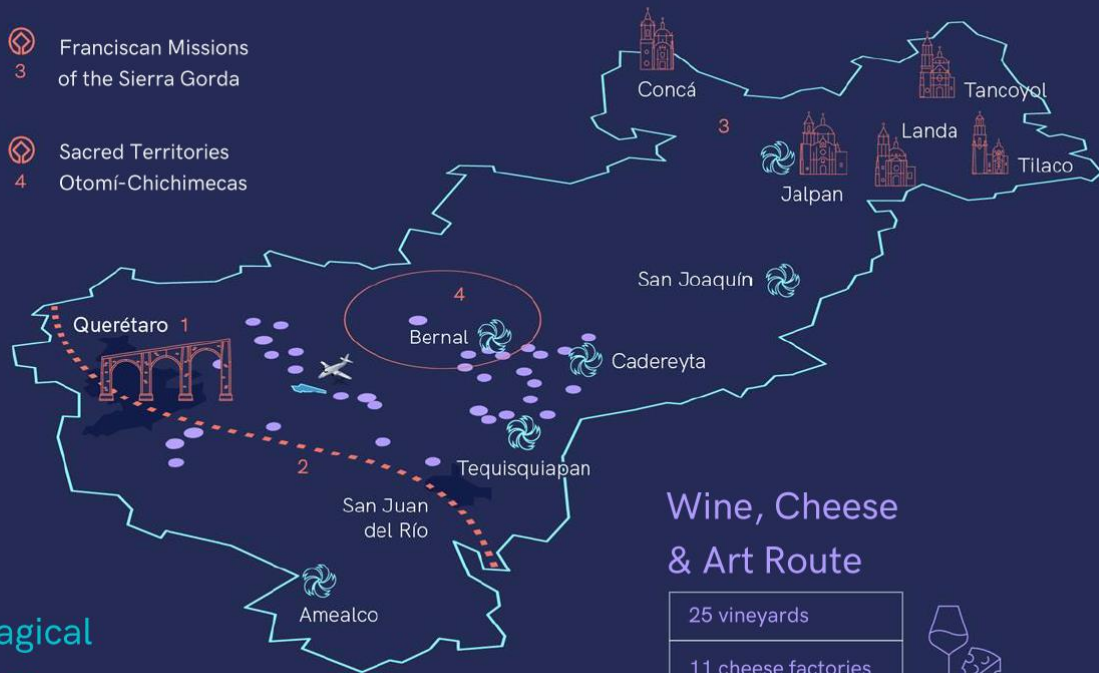 3
Franciscan Missions
of the Sierra Gorda
4
Sacred Territories
Otomí-Chichimecas
Concá
3
Tancoyol
Landa
Tilaco
Jalpan
San Joaquín
4
Bernal
Cadereyta
Querétaro 1
2
Tequisquiapan
San Juan
del Río
Amealco
Wine, Cheese
& Art Route
25 vineyards
11 cheese factories